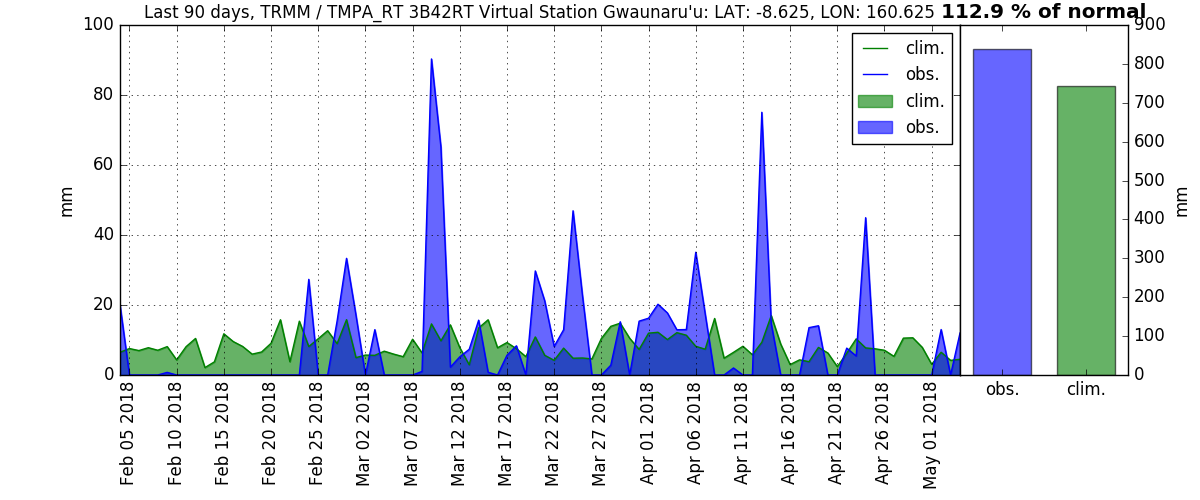 Last 90 days, TRMM / TMPA_RT 3B42RT Virtual Station Gwaunaru'u: LAT: -8.625, LON: 160.625 112.9 % of normal
100
80
60
40
20
0
mm
clim.
obs.
clim.
obs.
900
800
700
600
500
400
300
200
100
0
mm
obs.
clim.
Feb 05 2018
Feb 10 2018
Feb 15 2018
Feb 20 2018
Feb 25 2018
Mar 02 2018
Mar 07 2018
Mar 12 2018
Mar 17 2018
Mar 22 2018
Mar 27 2018
Apr 01 2018
Apr 06 2018
Apr 11 2018
Apr 16 2018
Apr 21 2018
Apr 26 2018
May 01 2018